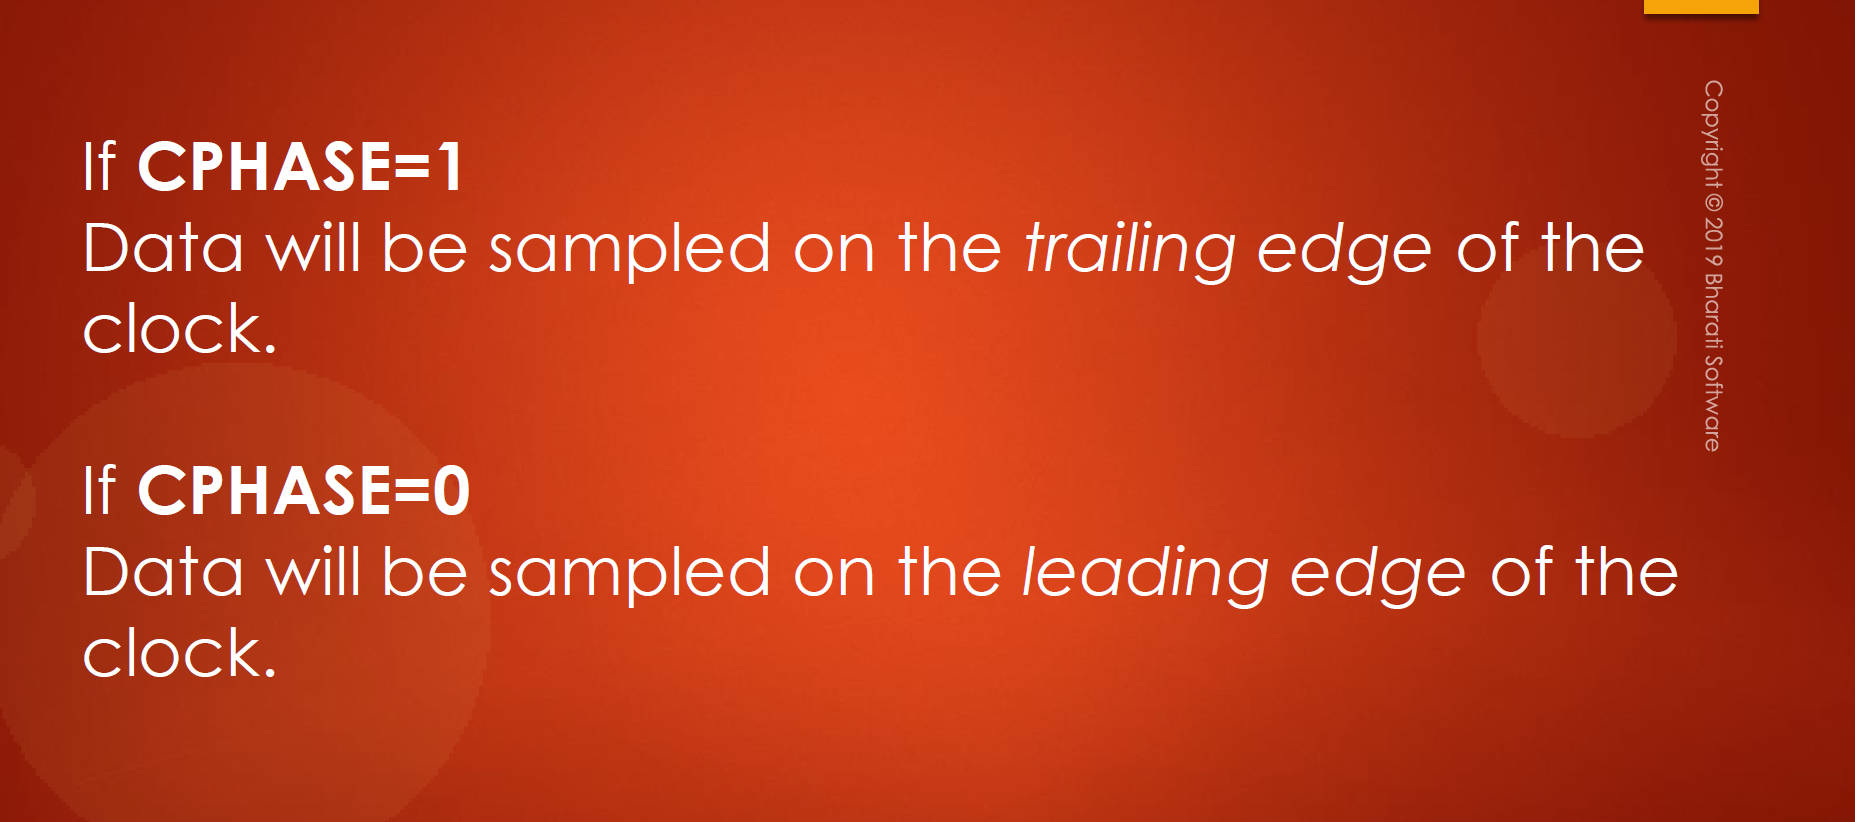 If CPHASE=1
Data will be sampled on the trailing edge of the
clock.
If CPHASE=0
Data will be sampled on the leading edge of the
clock.
Copyright © 2019 Bharati Software